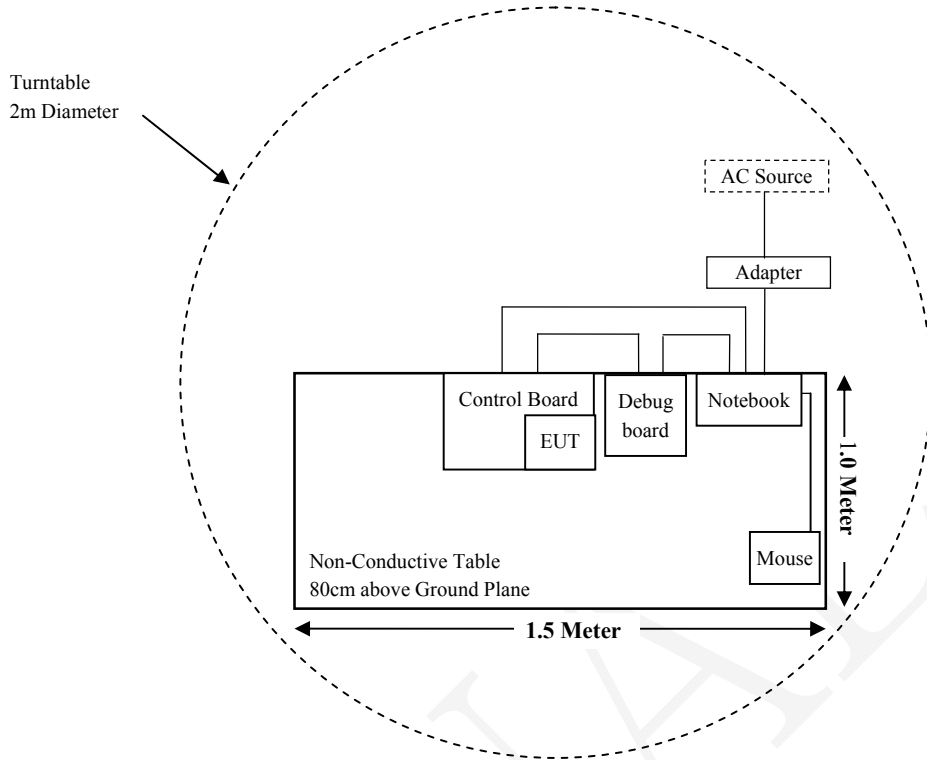 Turntable
2m Diameter
AC Source
Adapter
Control Board
EUT
Debug
board
Notebook
Mouse
1.0 Meter
Non-Conductive Table
80cm above Ground Plane
1.5 Meter